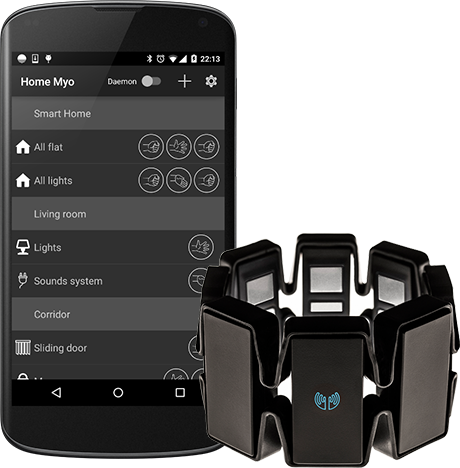 22:13
Home Myo Daemon
Smart Home
All flat
All lights
Living room
Lights
Sounds system
Corridor
Sliding door